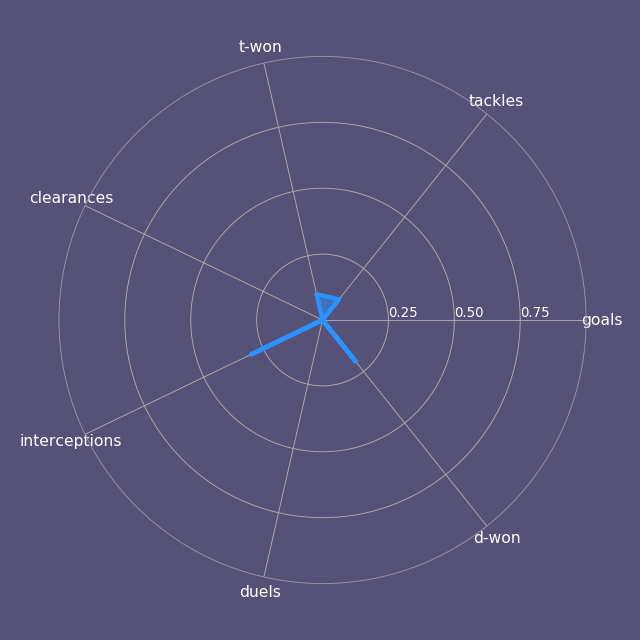 t-won
tackles
clearances
0.25 0.50 0.75 goals
interceptions
d-won
duels